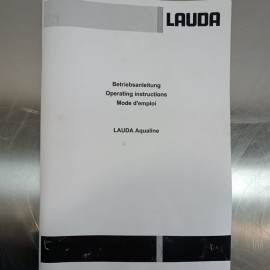 LAUDA
Betriebsanleitung
Operating instructions
Mode d'emploi
LAUDA Aqualine